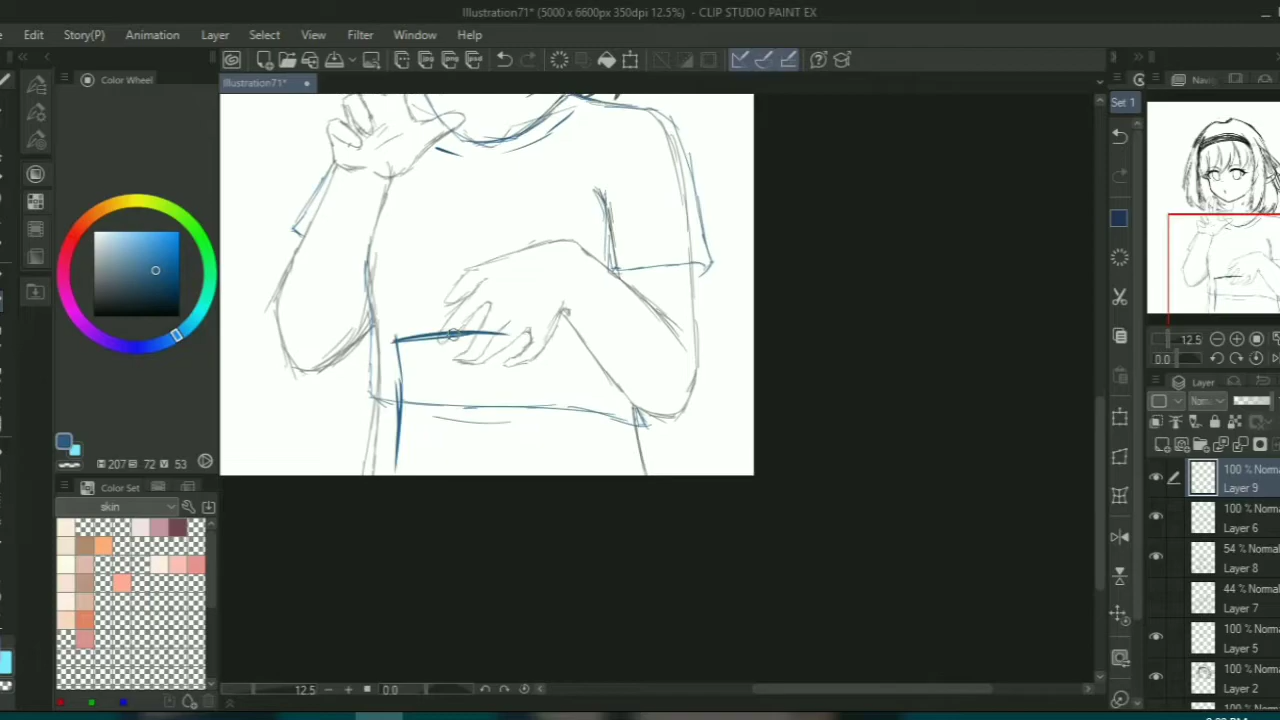 Illustration71* (5000 x 6600px 350dpi 12.5%) - CLIP STUDIO PAINT EX
Edit Story(P) Animation Layer Select View Filter Window Help
Color Wheel
Illustration71*
Set 1
12.5
0.0
Layer
Norm
207 72 53
Color Set
skin
100 % Norma
Layer 9
100 % Norma
Layer 6
54 % Normal
Layer 8
44 % Normal
Layer 7
100 % Norma
Layer 5
100 % Norma
Layer 2
12.5 0.0